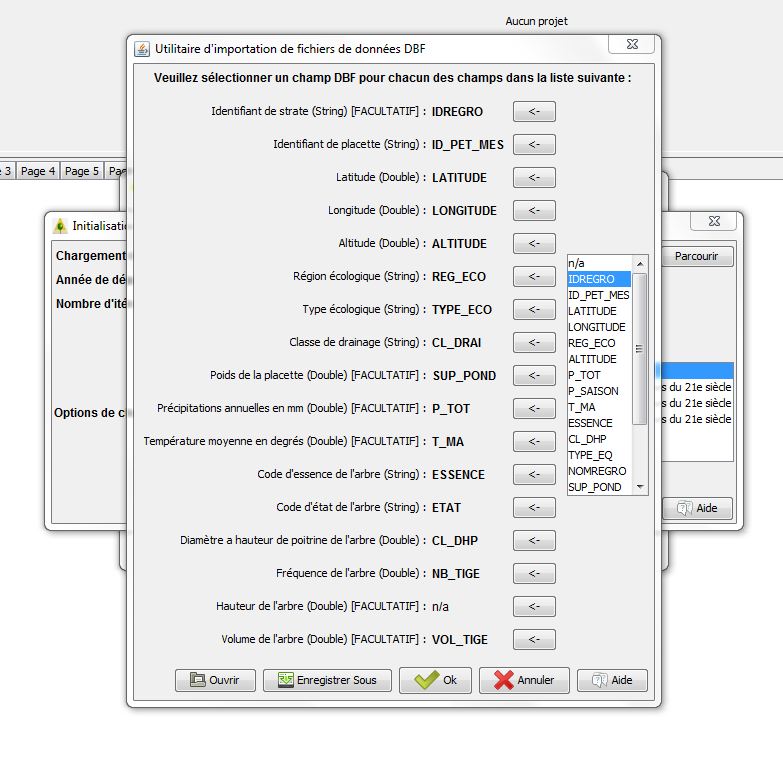 Aucun projet
Utilitaire d'importation de fichiers de données DBF
Veuillez sélectionner un champ DBF pour chacun des champs dans la liste suivante :
Identifiant de strate (String) [FACULTATIF] : IDREGRO <-
Identifiant de placette (String) : ID_PET_MES <-
Latitude (Double) : LATITUDE <-
Longitude (Double) : LONGITUDE <-
Altitude (Double) : ALTITUDE <-
Région écologique (String) : REG_ECO <-
Type écologique (String) : TYPE_ECO <-
Classe de drainage (String) : CL_DRAI <-
Poids de la placette (Double) [FACULTATIF] : SUP_POND <-
Précipitations annuelles en mm (Double) [FACULTATIF] : P_TOT <-
Température moyenne en degrés (Double) [FACULTATIF] : T_MA <-
Code d'essence de l'arbre (String) : ESSENCE <-
Code d'état de l'arbre (String) : ETAT <-
Diamètre a hauteur de poitrine de l'arbre (Double) : CL_DHP <-
Fréquence de l'arbre (Double) : NB_TIGE <-
Hauteur de l'arbre (Double) [FACULTATIF] : n/a <-
Volume de l'arbre (Double) [FACULTATIF] : VOL_TIGE <-
n/a
IDREGRO
ID_PET_MES
LATITUDE
LONGITUDE
REG_ECO
ALTITUDE
P_TOT
P_SAISON
T_MA
ESSENCE
CL_DHP
TYPE_EQ
NOMREGRO
SUP_POND
Ouvrir Enregistrer Sous Ok Annuler Aide
3 Page 4 Page 5 Pa
Initialisati
Chargement
Année de dé
Nombre d'ité
Options de c
Parcourir
s du 21e siècle
s du 21e siècle
s du 21e siècle
Aide